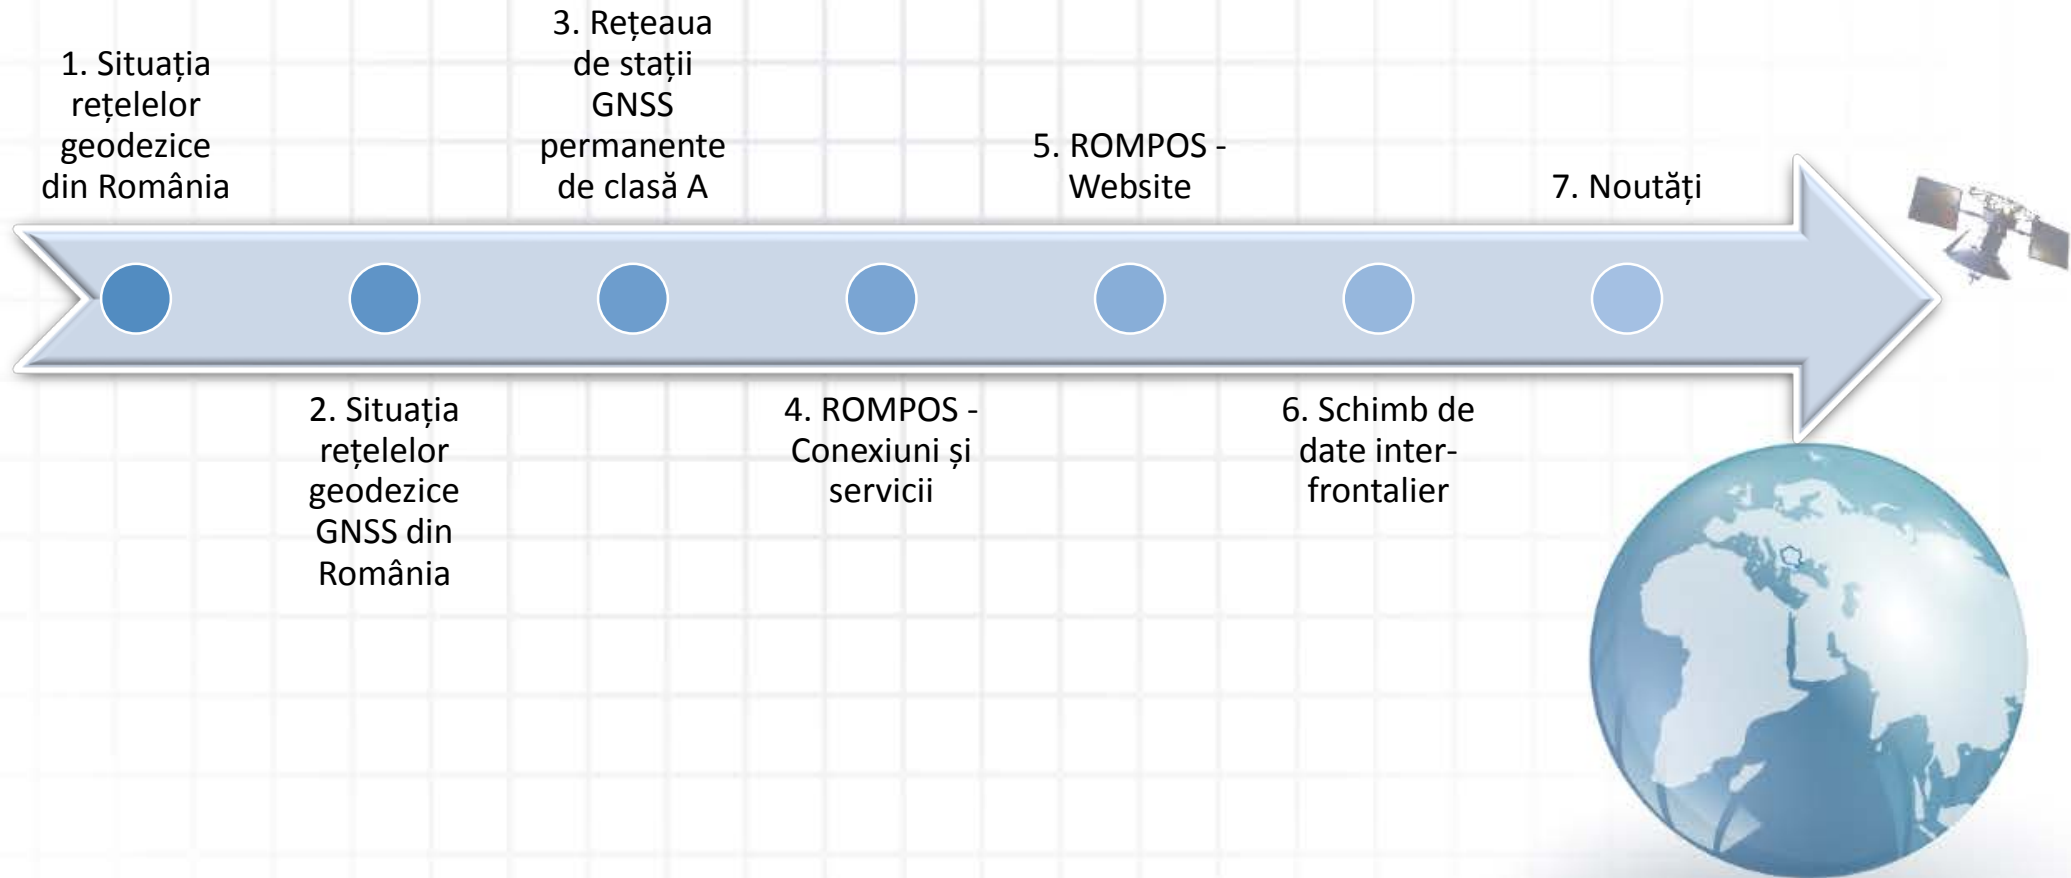 1. Situația
rețelelor
geodezice
din România
2. Situația
rețelelor
geodezice
GNSS din
România
3. Rețeaua
de stații
GNSS
permanente
de clasă A
4. ROMPOS -
Conexiuni și
servicii
5. ROMPOS -
Website
6. Schimb de
date inter-
frontalier
7. Noutăți